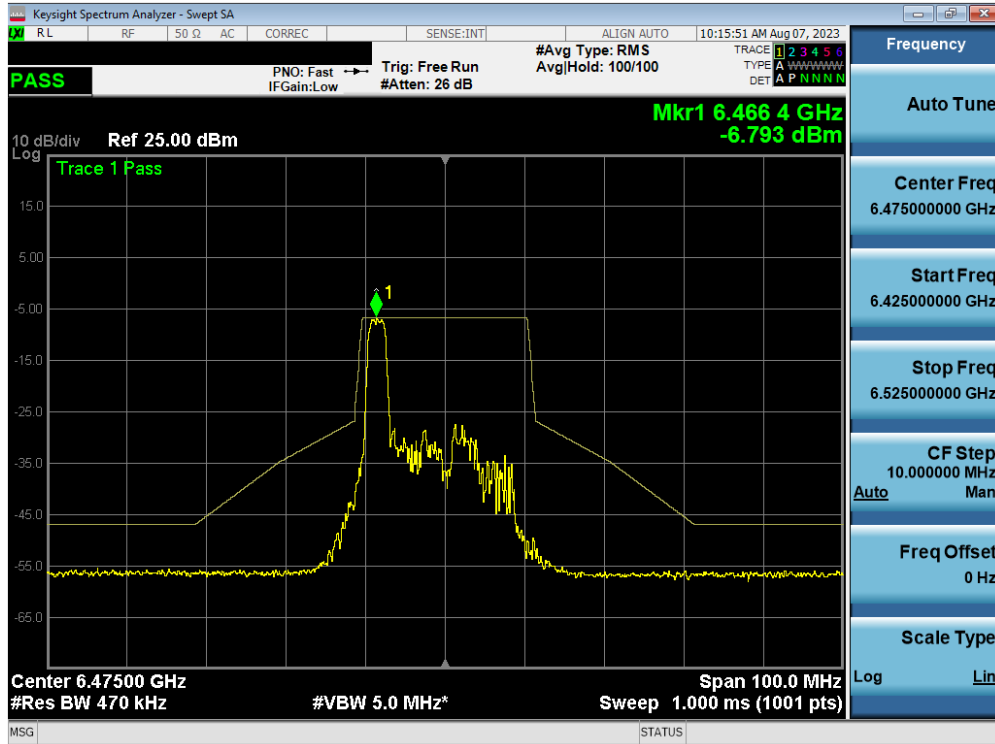 Keysight Spectrum Analyzer - Swept SA
LXI RL RF 50 Ω AC CORREC SENSE:INT ALIGN AUTO 10:15:51 AM Aug 07, 2023
PASS
PNO: Fast
IFGain:Low
Trig: Free Run
#Atten: 26 dB
#Avg Type: RMS
Avg|Hold: 100/100
TRACE 1 2 3 4 5 6
TYPE A WWWWW
DET A P N N N N
Mkr1 6.466 4 GHz
-6.793 dBm
10 dB/div Ref 25.00 dBm
Log
Trace 1 Pass
15.0
5.00
1
-5.00
-15.0
-25.0
-35.0
-45.0
-55.0
-65.0
Center 6.47500 GHz Span 100.0 MHz
#Res BW 470 kHz #VBW 5.0 MHz* Sweep 1.000 ms (1001 pts)
MSG STATUS
Frequency
Auto Tune
Center Freq
6.475000000 GHz
Start Freq
6.425000000 GHz
Stop Freq
6.525000000 GHz
CF Step
10.000000 MHz
Auto Man
Freq Offset
0 Hz
Scale Type
Log Lin